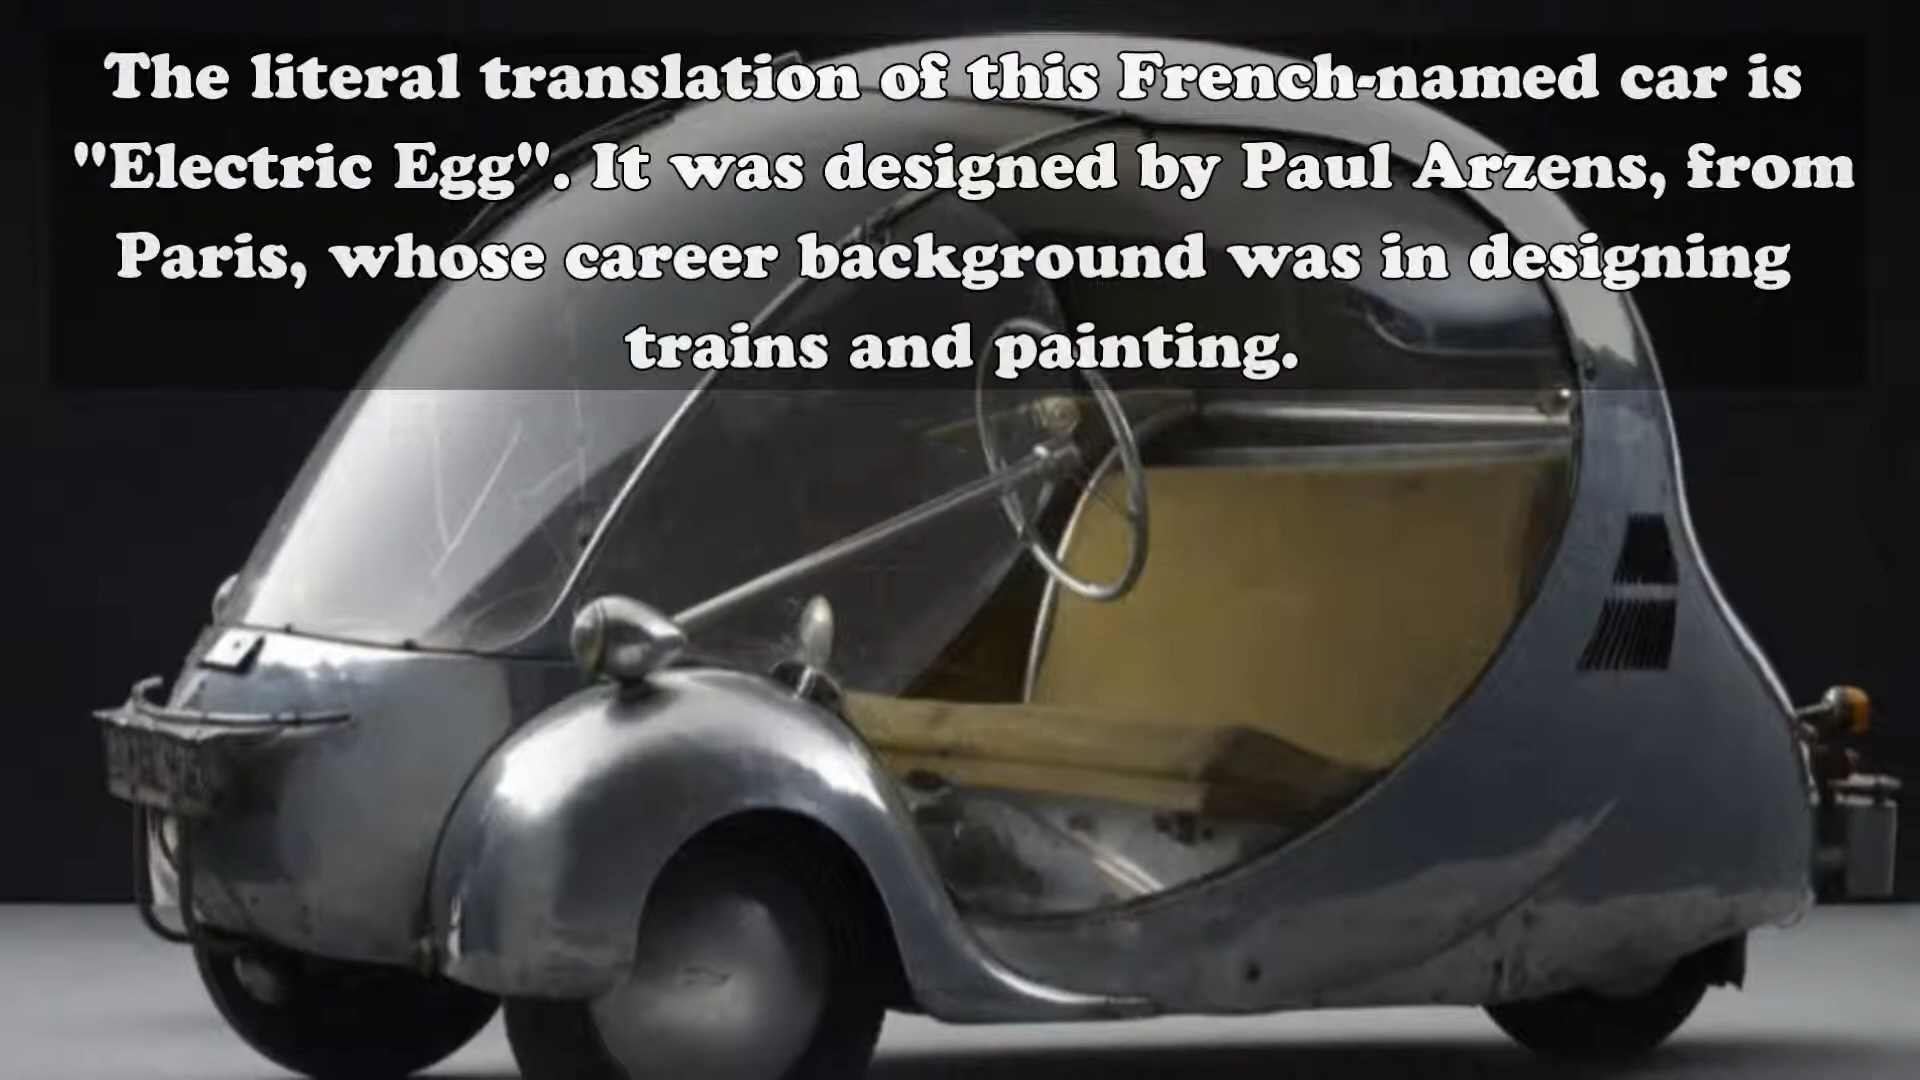 The literal translation of this French-named car is
"Electric Egg". It was designed by Paul Arzens, from
Paris, whose career background was in designing
trains and painting.